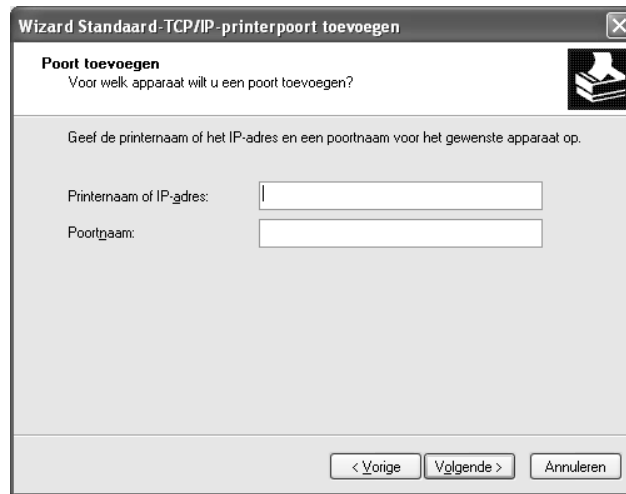 Wizard Standaard-TCP/IP-printerpoort toevoegen
Poort toevoegen
Voor welk apparaat wilt u een poort toevoegen?
Geef de printernaam of het IP-adres en een poortnaam voor het gewenste apparaat op.
Printernaam of IP-adres:
Poortnaam:
< Vorige Volgende > Annuleren